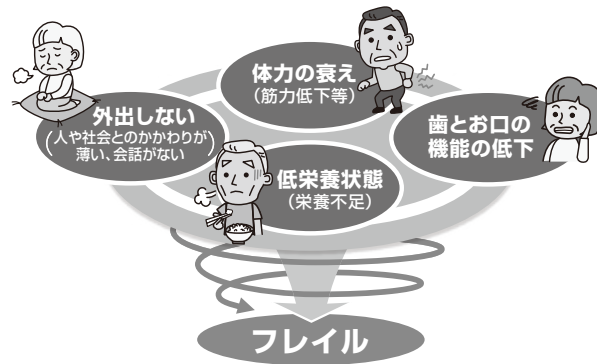 体力の衰え
（筋力低下等）
外出しない
（人や社会とのかかわりが
薄い、会話がない）
歯とお口の
機能の低下
低栄養状態
（栄養不足）
フレイル